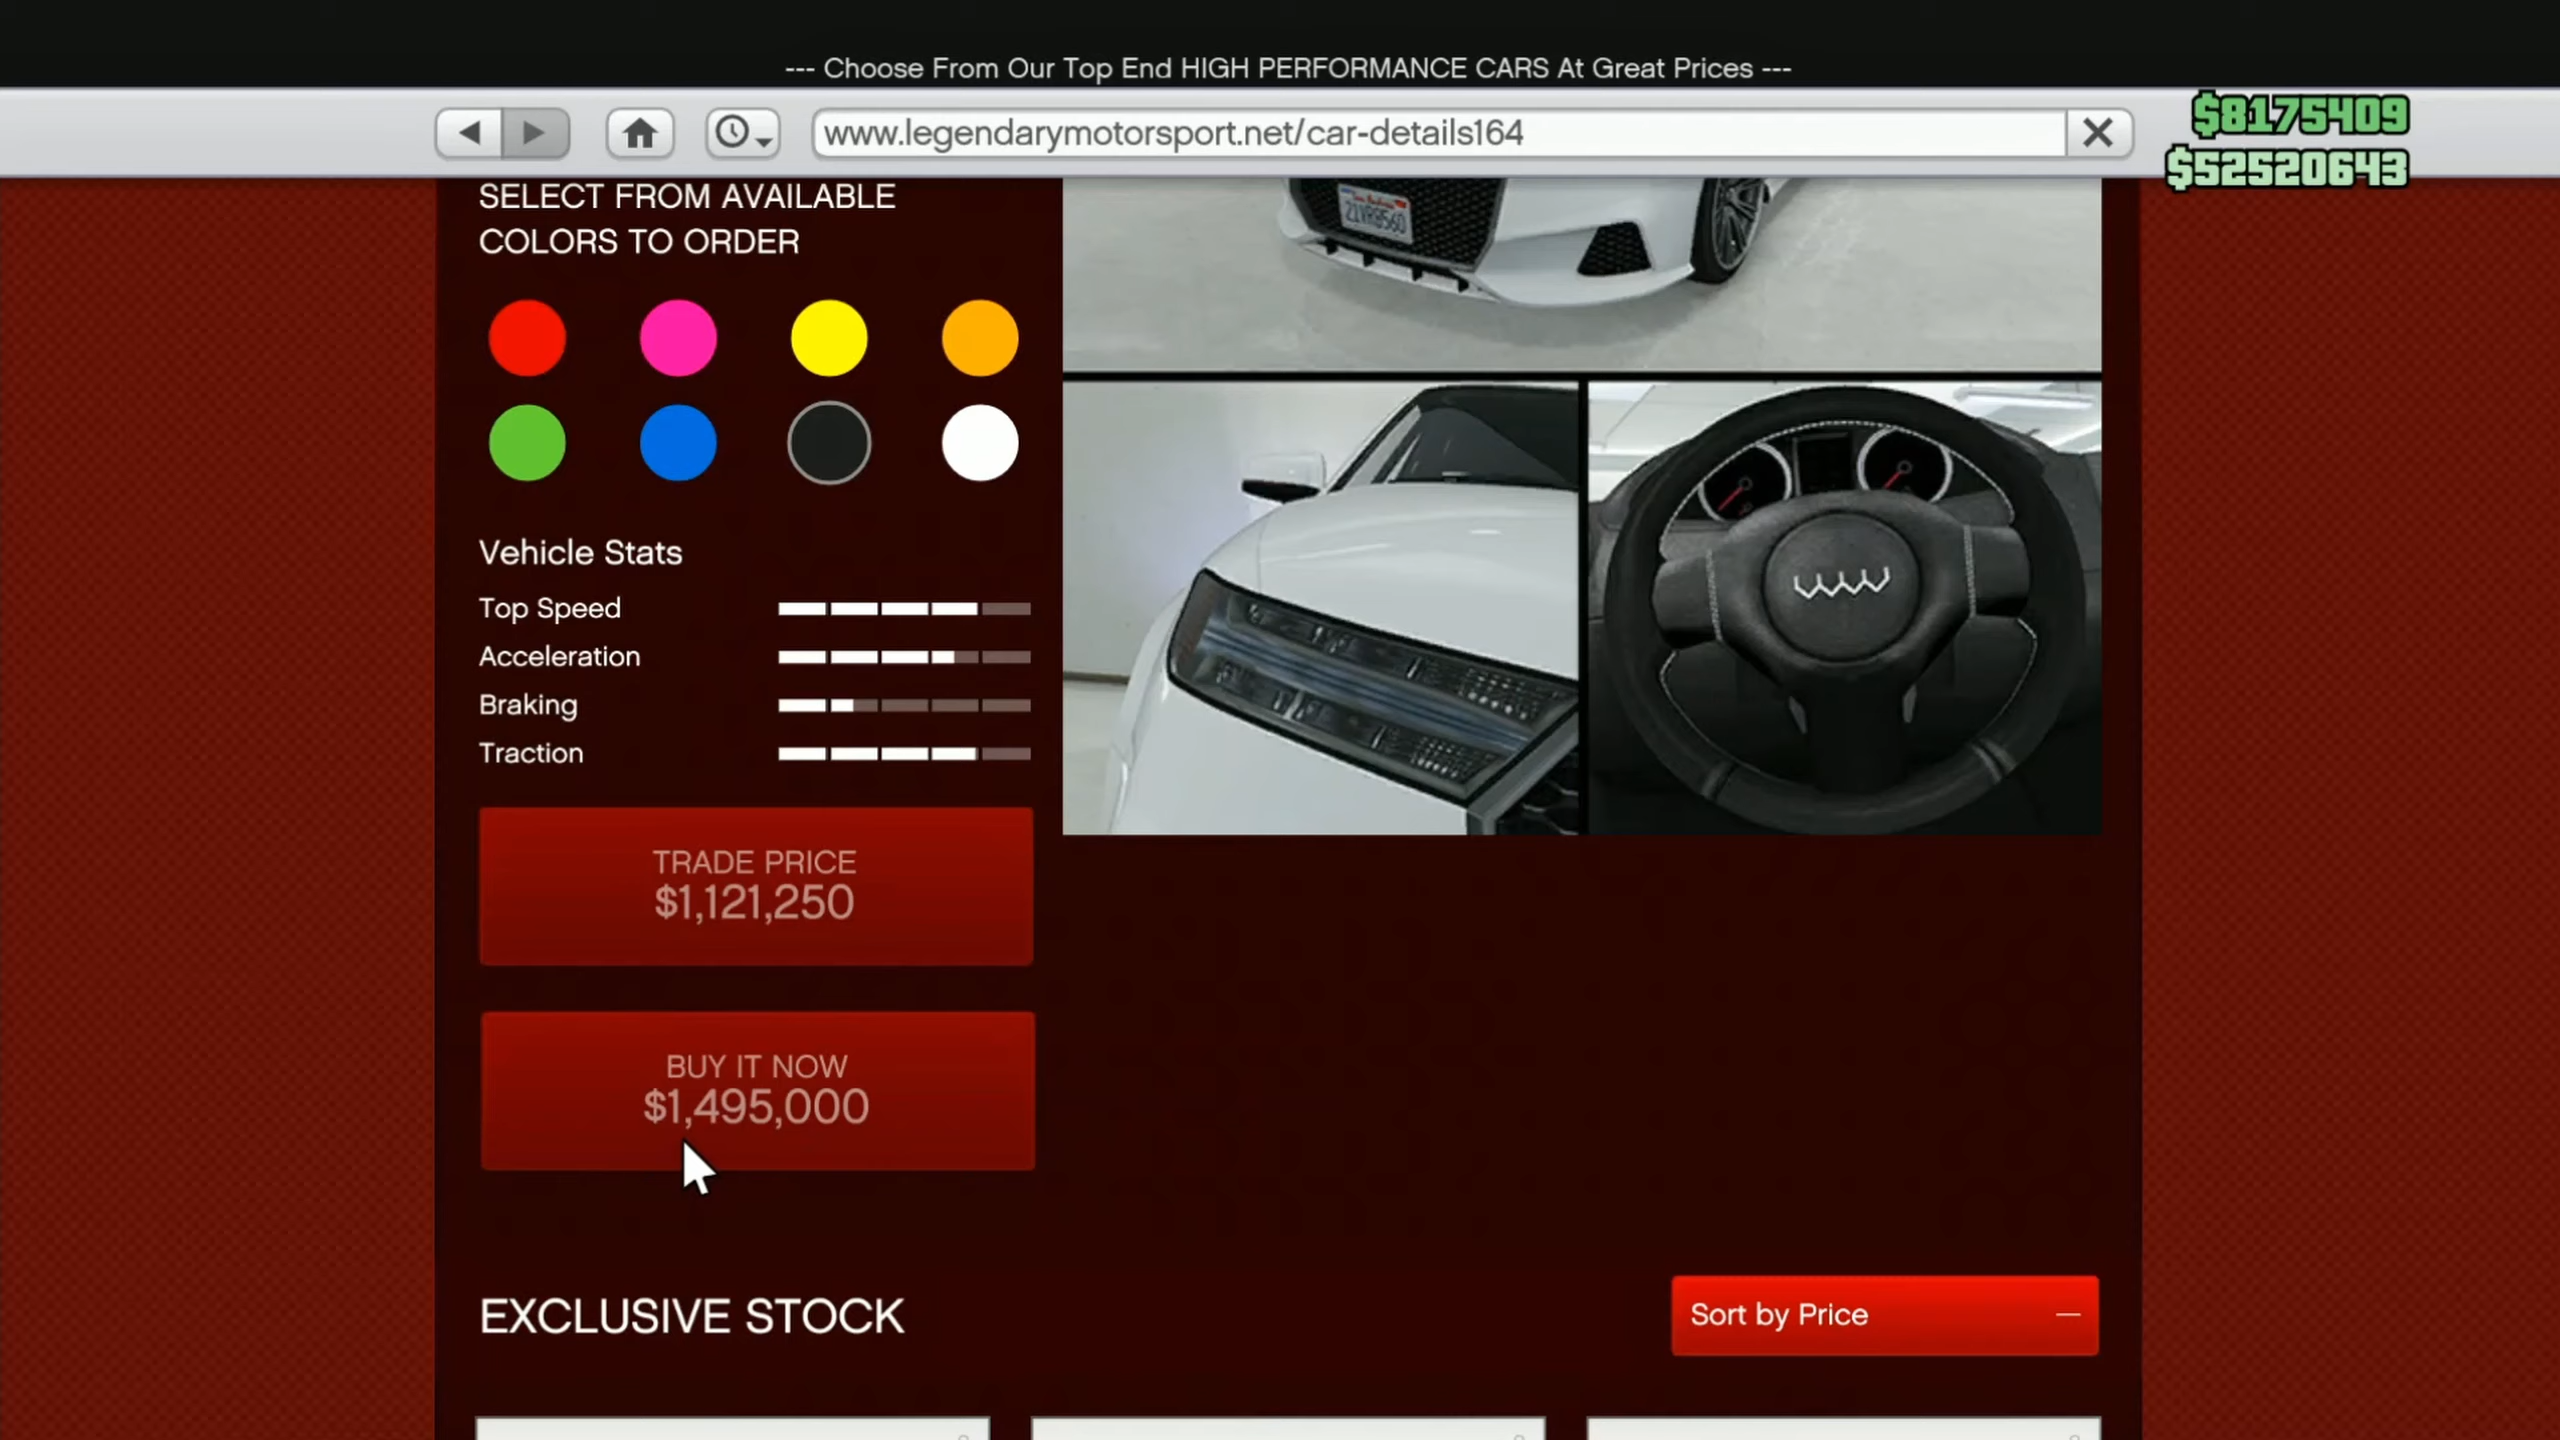 --- Choose From Our Top End HIGH PERFORMANCE CARS At Great Prices ---
www.legendarymotorsport.net/car-details164
$8175409
$52520643
SELECT FROM AVAILABLE
COLORS TO ORDER
Vehicle Stats
Top Speed
Acceleration
Braking
Traction
TRADE PRICE
$1,121,250
BUY IT NOW
$1,495,000
EXCLUSIVE STOCK
Sort by Price